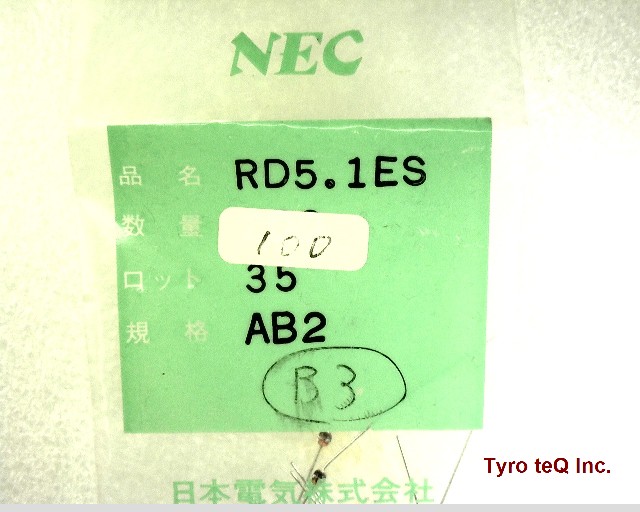 NEC
品 名 RD5.1ES
数 量 100
ロット 35
規 格 AB2
B3
日本電気株式会社
Tyro teQ Inc.